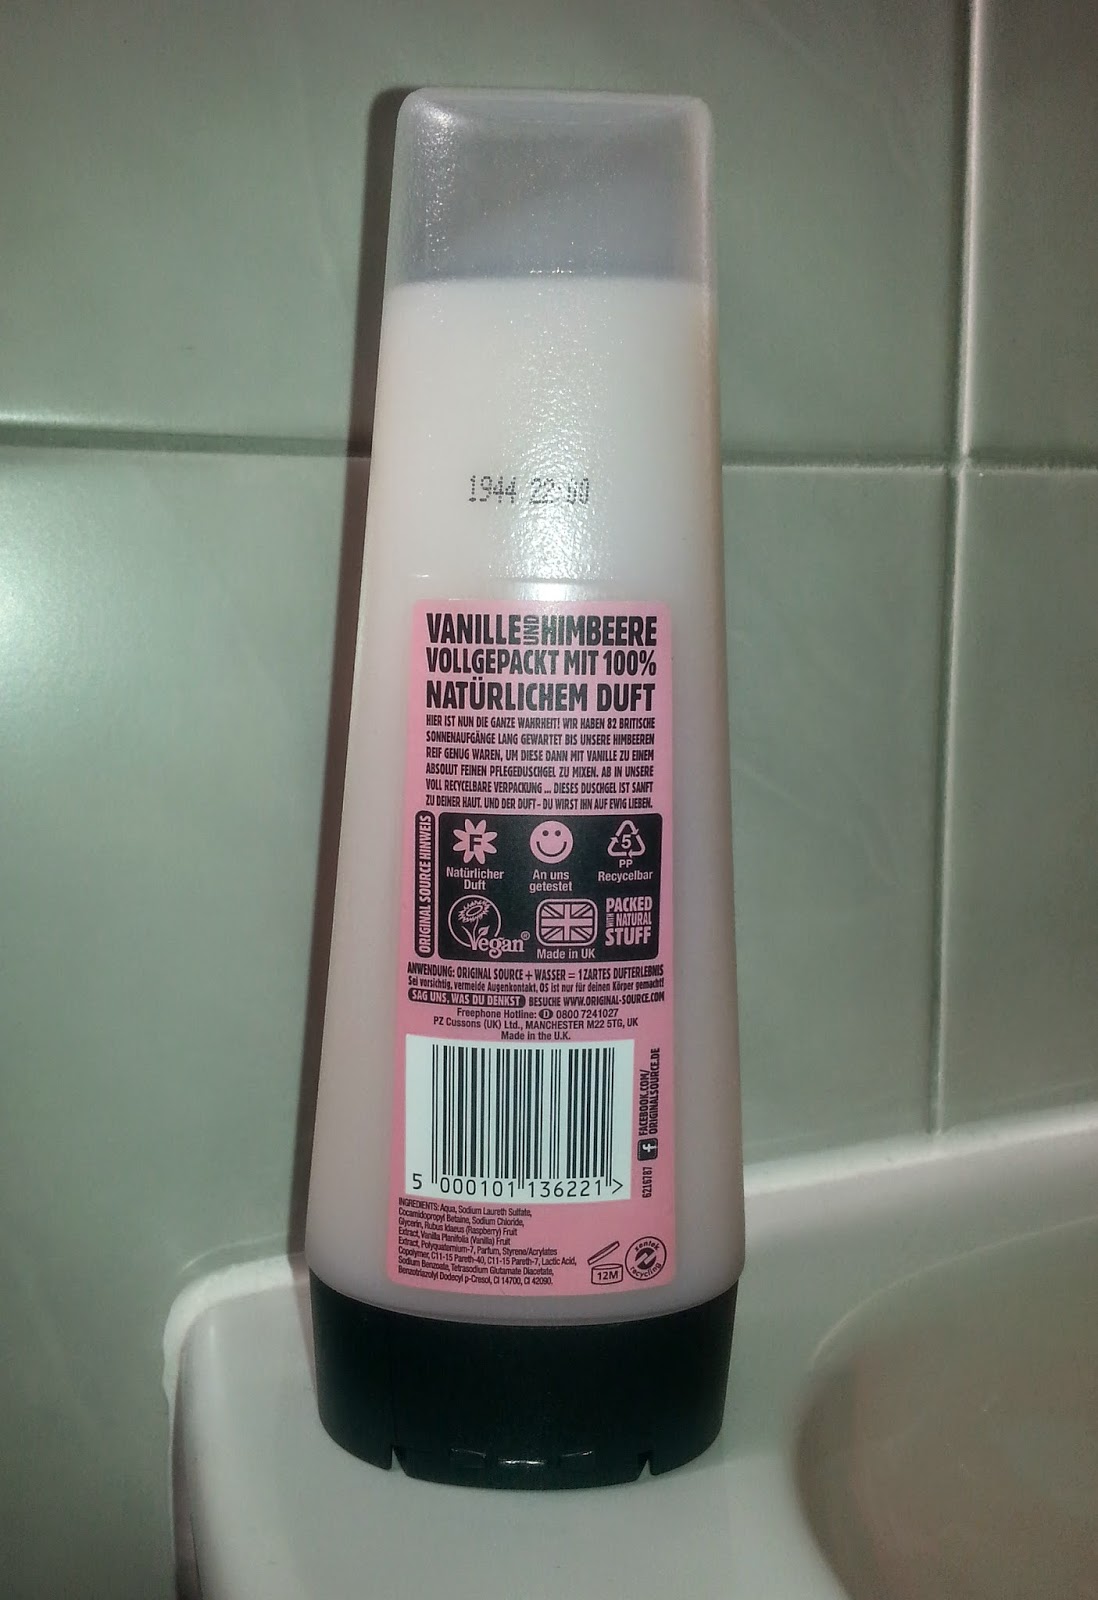 1944 22:00
VANILLE UND HIMBEERE
VOLLGEPACKT MIT 100%
NATÜRLICHEM DUFT
HIER IST NUN DIE GANZE WAHRHEIT! WIR HABEN 82 BRITISCHE
SONNENAUFGÄNGE LANG GEWARTET BIS UNSERE HIMBEEREN
REIF GENUG WAREN, UM DIESE DANN MIT VANILLE ZU EINEM
ABSOLUT FEINEN PFLEGEDUSCHGEL ZU MIXEN. AB IN UNSERE
VOLL RECYCELBARE VERPACKUNG ... DIESES DUSCHGEL IST SANFT
ZU DEINER HAUT. UND DER DUFT - DU WIRST IHN AUF EWIG LIEBEN.
ORIGINAL SOURCE HINWEIS
F
Natürlicher
Duft
An uns
getestet
5
PP
Recycelbar
Vegan®
Made in UK
PACKED
WITH NATURAL
STUFF
ANWENDUNG: ORIGINAL SOURCE + WASSER = 1 ZARTES DUFTERLEBNIS
Sei vorsichtig, vermeide Augenkontakt, OS ist nur für deinen Körper gemacht!
SAG UNS, WAS DU DENKST BESUCHE WWW.ORIGINAL-SOURCE.COM
Freephone Hotline: D 0800 7241027
PZ Cussons (UK) Ltd., MANCHESTER M22 5TG, UK
Made in the U.K.
5 000101 136221 >
f FACEBOOK.COM/
ORIGINALSOURCE.DE
6216787
INGREDIENTS: Aqua, Sodium Laureth Sulfate,
Cocamidopropyl Betaine, Sodium Chloride,
Glycerin, Rubus Idaeus (Raspberry) Fruit
Extract, Vanilla Planifolia (Vanilla) Fruit
Extract, Polyquaternium-7, Parfum, Styrene/Acrylates
Copolymer, C11-15 Pareth-40, C11-15 Pareth-7, Lactic Acid,
Sodium Benzoate, Tetrasodium Glutamate Diacetate,
Benzotriazolyl Dodecyl p-Cresol, CI 14700, CI 42090.
12M
zentek
recycling